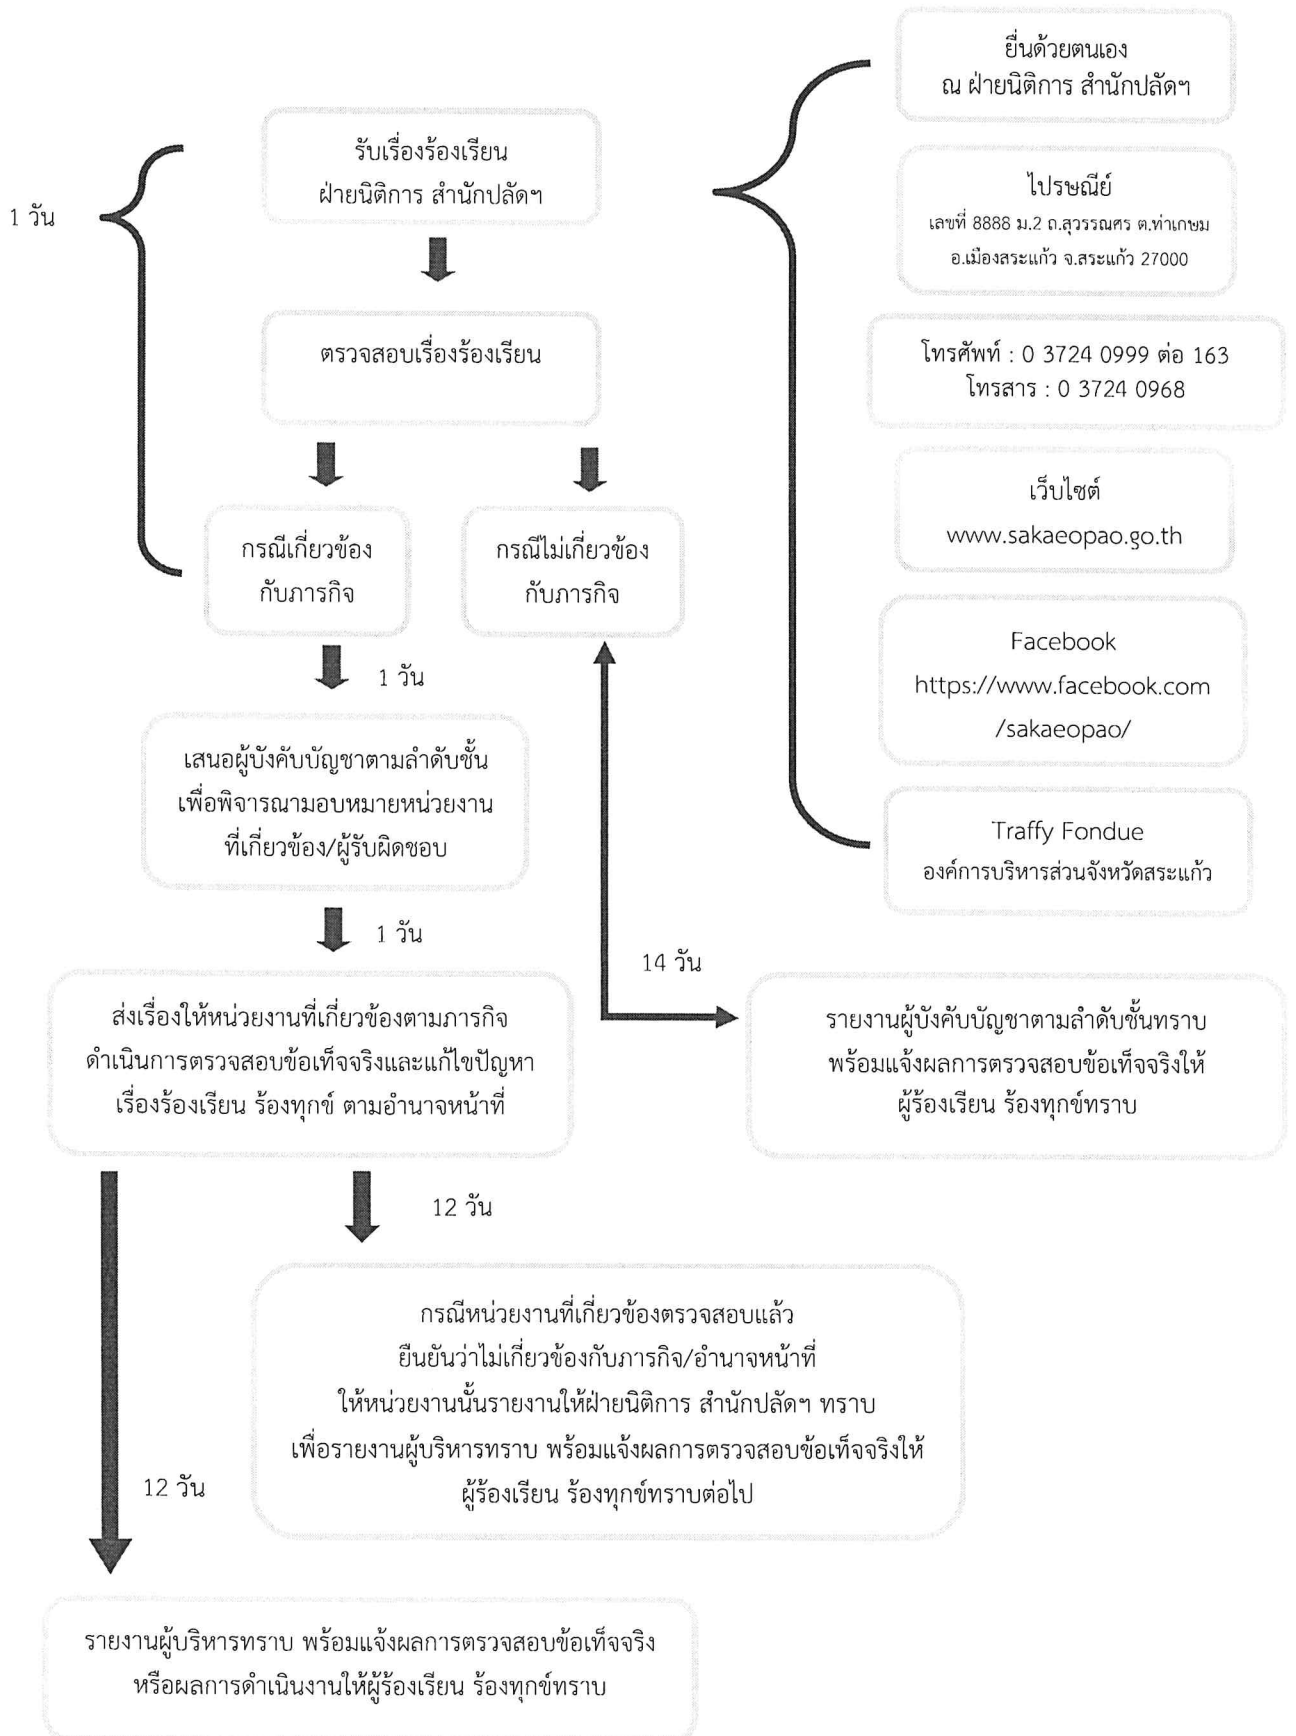 รับเรื่องร้องเรียน
ฝ่ายนิติการ สำนักปลัดฯ
1 วัน
ตรวจสอบเรื่องร้องเรียน
กรณีเกี่ยวข้อง
กับภารกิจ
กรณีไม่เกี่ยวข้อง
กับภารกิจ
1 วัน
เสนอผู้บังคับบัญชาตามลำดับชั้น
เพื่อพิจารณามอบหมายหน่วยงาน
ที่เกี่ยวข้อง/ผู้รับผิดชอบ
1 วัน
ส่งเรื่องให้หน่วยงานที่เกี่ยวข้องตามภารกิจ
ดำเนินการตรวจสอบข้อเท็จจริงและแก้ไขปัญหา
เรื่องร้องเรียน ร้องทุกข์ ตามอำนาจหน้าที่
ยื่นด้วยตนเอง
ณ ฝ่ายนิติการ สำนักปลัดฯ
ไปรษณีย์
เลขที่ 8888 ม.2 ถ.สุวรรณศร ต.ท่าเกษม
อ.เมืองสระแก้ว จ.สระแก้ว 27000
โทรศัพท์ : 0 3724 0999 ต่อ 163
โทรสาร : 0 3724 0968
เว็บไซต์
www.sakaeopao.go.th
Facebook
https://www.facebook.com
/sakaeopao/
Traffy Fondue
องค์การบริหารส่วนจังหวัดสระแก้ว
14 วัน
รายงานผู้บังคับบัญชาตามลำดับชั้นทราบ
พร้อมแจ้งผลการตรวจสอบข้อเท็จจริงให้
ผู้ร้องเรียน ร้องทุกข์ทราบ
12 วัน
กรณีหน่วยงานที่เกี่ยวข้องตรวจสอบแล้ว
ยืนยันว่าไม่เกี่ยวข้องกับภารกิจ/อำนาจหน้าที่
ให้หน่วยงานนั้นรายงานให้ฝ่ายนิติการ สำนักปลัดฯ ทราบ
เพื่อรายงานผู้บริหารทราบ พร้อมแจ้งผลการตรวจสอบข้อเท็จจริงให้
ผู้ร้องเรียน ร้องทุกข์ทราบต่อไป
12 วัน
รายงานผู้บริหารทราบ พร้อมแจ้งผลการตรวจสอบข้อเท็จจริง
หรือผลการดำเนินงานให้ผู้ร้องเรียน ร้องทุกข์ทราบ